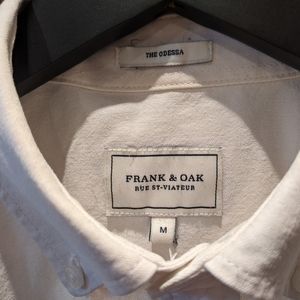 THE ODESSA
FRANK & OAK
RUE ST-VIATEUR
M